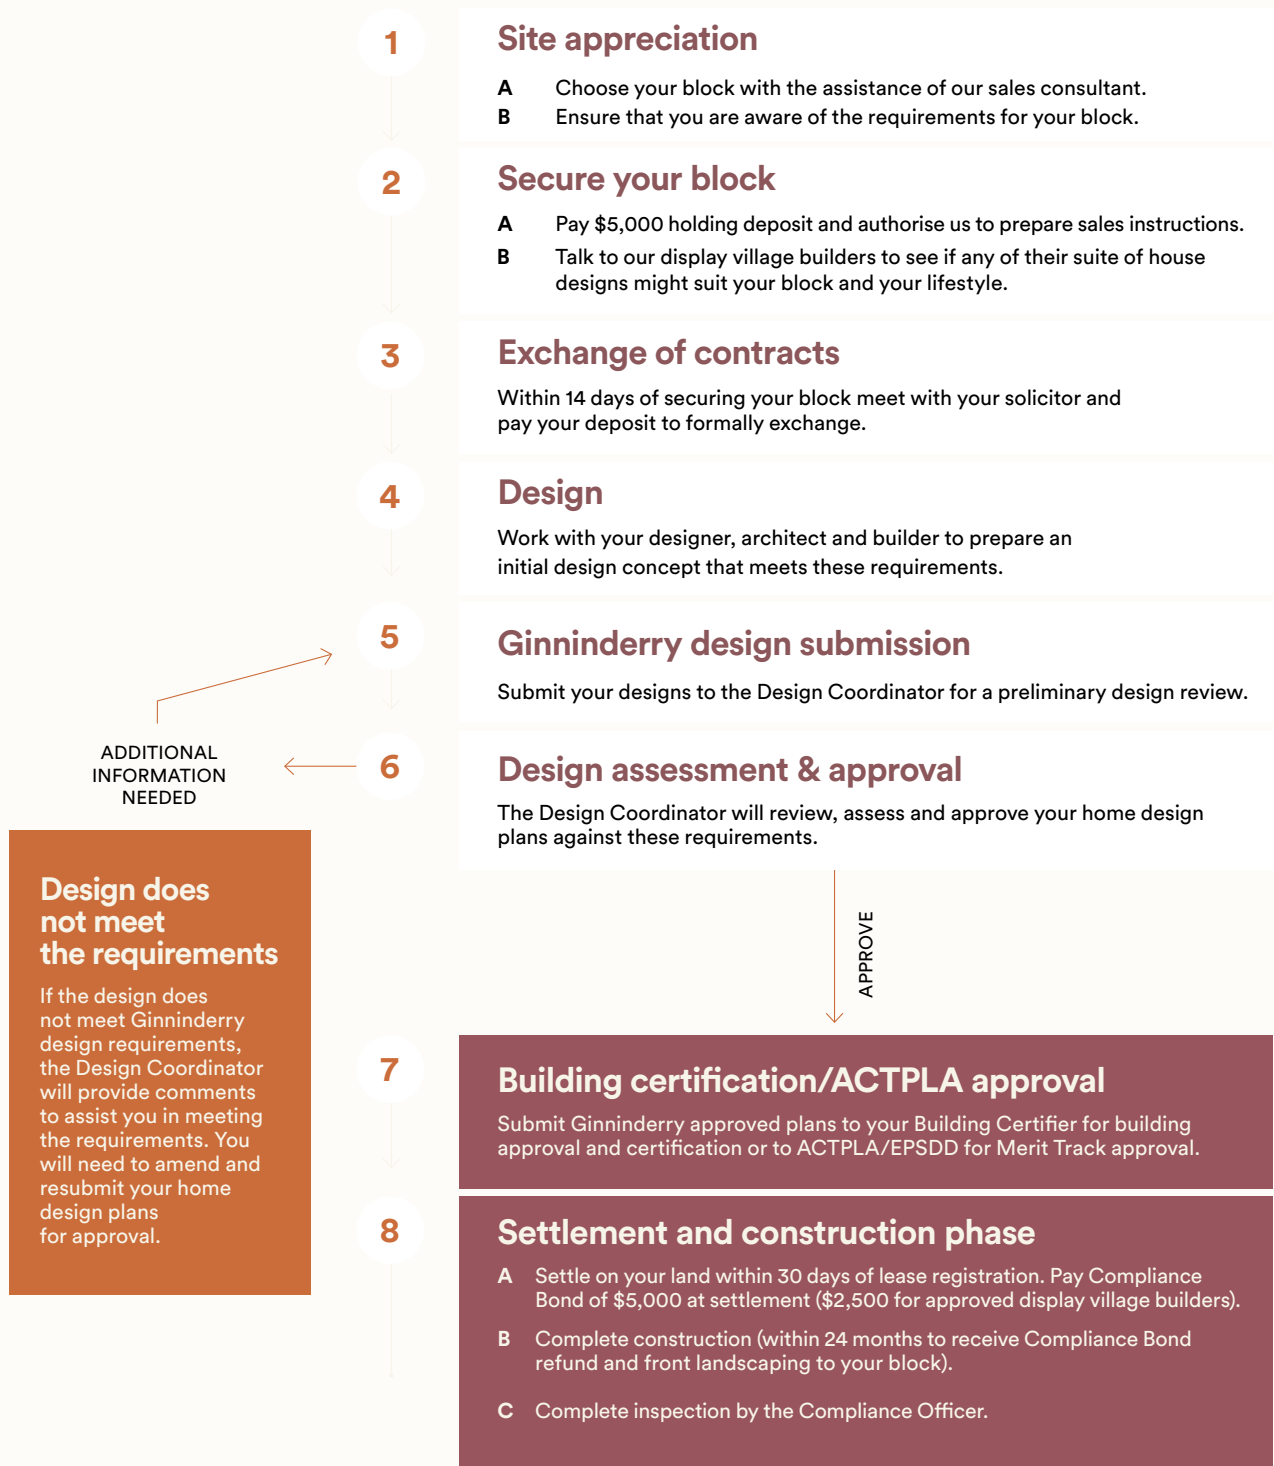 1
Site appreciation
A Choose your block with the assistance of our sales consultant.
B Ensure that you are aware of the requirements for your block.
2
Secure your block
A Pay $5,000 holding deposit and authorise us to prepare sales instructions.
B Talk to our display village builders to see if any of their suite of house
designs might suit your block and your lifestyle.
3
Exchange of contracts
Within 14 days of securing your block meet with your solicitor and
pay your deposit to formally exchange.
4
Design
Work with your designer, architect and builder to prepare an
initial design concept that meets these requirements.
5
Ginninderry design submission
Submit your designs to the Design Coordinator for a preliminary design review.
6
Design assessment & approval
The Design Coordinator will review, assess and approve your home design
plans against these requirements.
ADDITIONAL
INFORMATION
NEEDED
Design does
not meet
the requirements
If the design does
not meet Ginninderry
design requirements,
the Design Coordinator
will provide comments
to assist you in meeting
the requirements. You
will need to amend and
resubmit your home
design plans
for approval.
APPROVE
7
Building certification/ACTPLA approval
Submit Ginninderry approved plans to your Building Certifier for building
approval and certification or to ACTPLA/EPSDD for Merit Track approval.
8
Settlement and construction phase
A Settle on your land within 30 days of lease registration. Pay Compliance
Bond of $5,000 at settlement ($2,500 for approved display village builders).
B Complete construction (within 24 months to receive Compliance Bond
refund and front landscaping to your block).
C Complete inspection by the Compliance Officer.